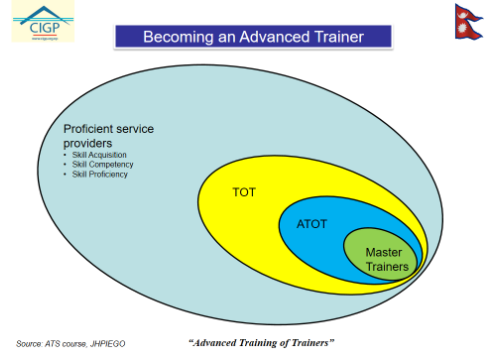 CIGP
Becoming an Advanced Trainer
Proficient service
providers
• Skill Acquisition
• Skill Competency
• Skill Proficiency
TOT
ATOT
Master
Trainers
Source: ATS course, JHPIEGO
“Advanced Training of Trainers”